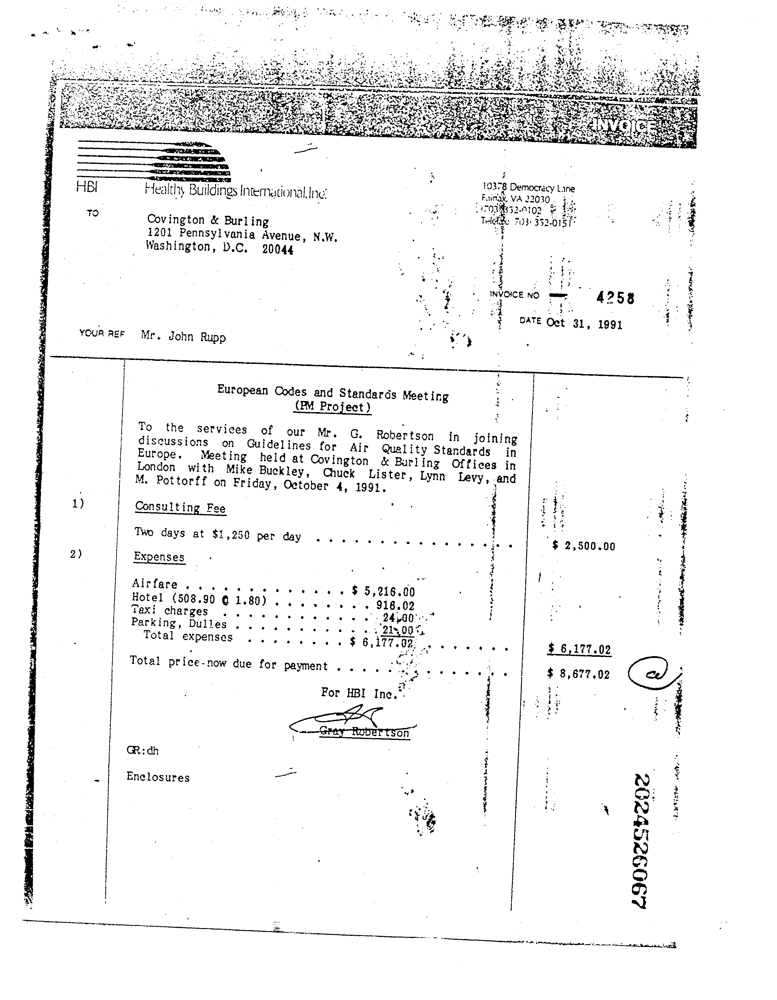 INVOICE
HBI
Healthy Buildings International, Inc.
10378 Democracy Lane
Fairfax, VA 22030
(703) 352-0102
Telefax: 703 352-0151
TO
Covington & Burling
1201 Pennsylvania Avenue, N.W.
Washington, D.C. 20044
INVOICE NO 4258
DATE Oct 31, 1991
YOUR REF Mr. John Rupp
European Codes and Standards Meeting
(PM Project)
To the services of our Mr. G. Robertson in joining
discussions on Guidelines for Air Quality Standards in
Europe. Meeting held at Covington & Burling Offices in
London with Mike Buckley, Chuck Lister, Lynn Levy, and
M. Pottorff on Friday, October 4, 1991.
1) Consulting Fee
Two days at $1,250 per day . . . . . . . . . . . . . . . . $ 2,500.00
2) Expenses
Airfare . . . . . . . . . . . . . $ 5,216.00
Hotel (508.90 @ 1.80) . . . . . . . . 916.02
Taxi charges . . . . . . . . . . . . 24.00
Parking, Dulles . . . . . . . . . . . 21.00
Total expenses . . . . . . . . $ 6,177.02 . . . . . . . $ 6,177.02
Total price now due for payment . . . . . . . . . . . . . $ 8,677.02
For HBI Inc.
Gray Robertson
GR:dh
Enclosures
2024526067